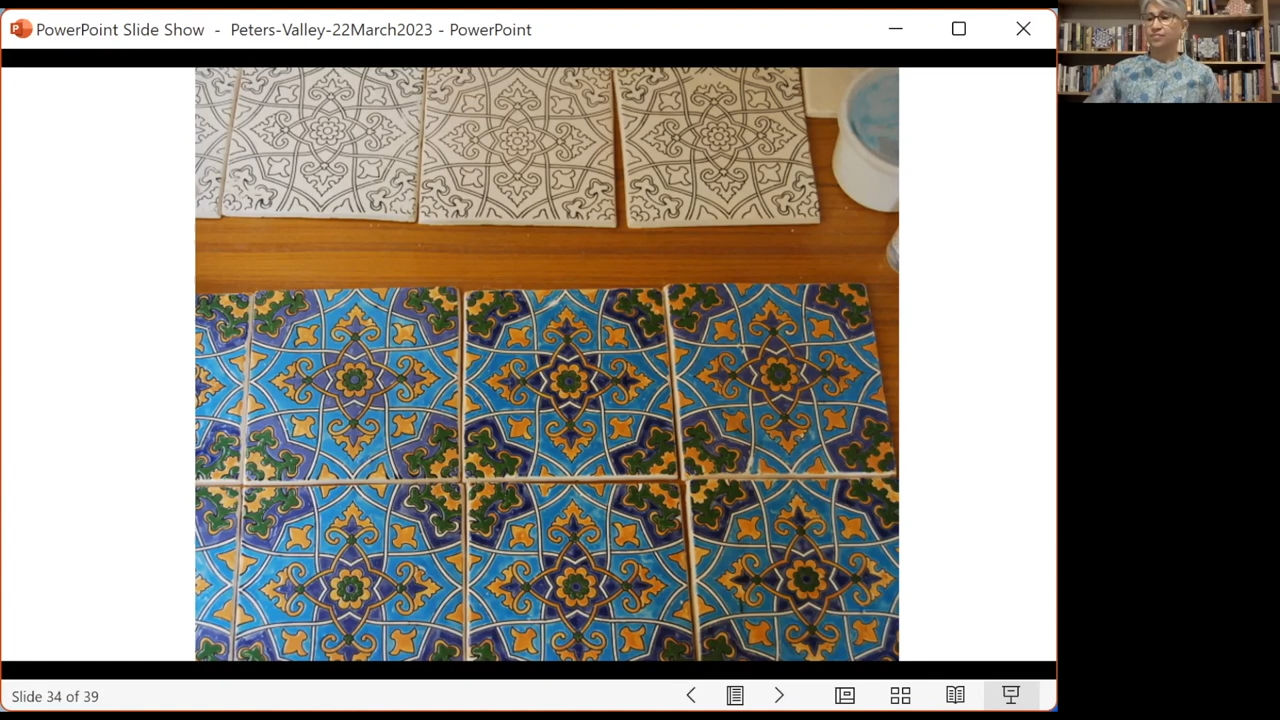 PowerPoint Slide Show - Peters-Valley-22March2023 - PowerPoint
Slide 34 of 39